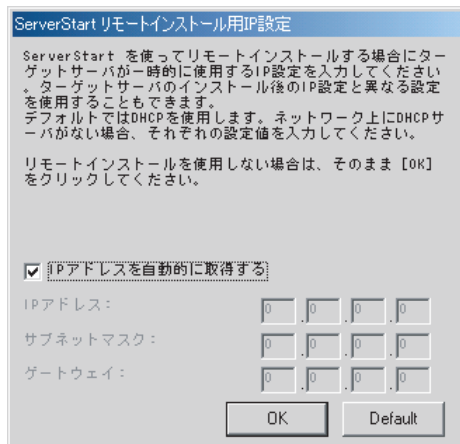 ServerStart リモートインストール用IP設定
ServerStart を使ってリモートインストールする場合にター
ゲットサーバが一時的に使用するIP設定を入力してください
。ターゲットサーバのインストール後のIP設定と異なる設定
を使用することもできます。
デフォルトではDHCPを使用します。ネットワーク上にDHCPサ
ーバがない場合、それぞれの設定値を入力してください。
リモートインストールを使用しない場合は、そのまま [OK]
をクリックしてください。
IPアドレスを自動的に取得する
IPアドレス: 0 . 0 . 0 . 0
サブネットマスク: 0 . 0 . 0 . 0
ゲートウェイ: 0 . 0 . 0 . 0
OK Default